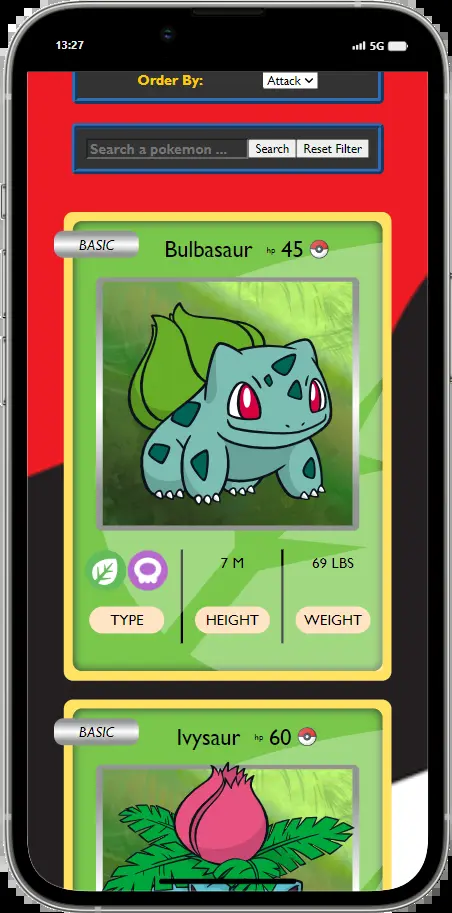 13:27
5G
Order By:
Attack
Search a pokemon ...
Search
Reset Filter
BASIC
Bulbasaur
hp 45
7 M
69 LBS
TYPE
HEIGHT
WEIGHT
BASIC
Ivysaur
hp 60